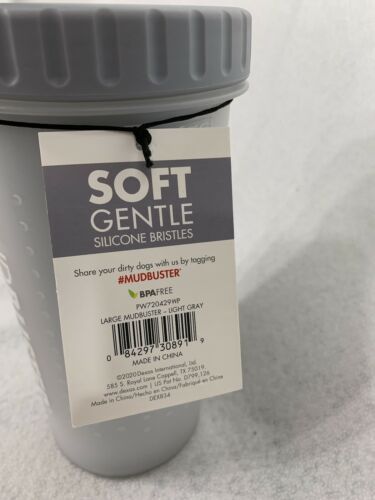 SOFT
GENTLE
SILICONE BRISTLES
Share your dirty dogs with us by tagging
#MUDBUSTER®
BPAFREE
PW720429WP
LARGE MUDBUSTER – LIGHT GRAY
0 84297 30891 9
MADE IN CHINA
©2020 Dexas International, Ltd.
585 S. Royal Lane Coppell, TX 75019.
www.dexas.com | US Pat No. D799,126
Made in China/Hecho en China/Fabriqué en Chine
DEX834